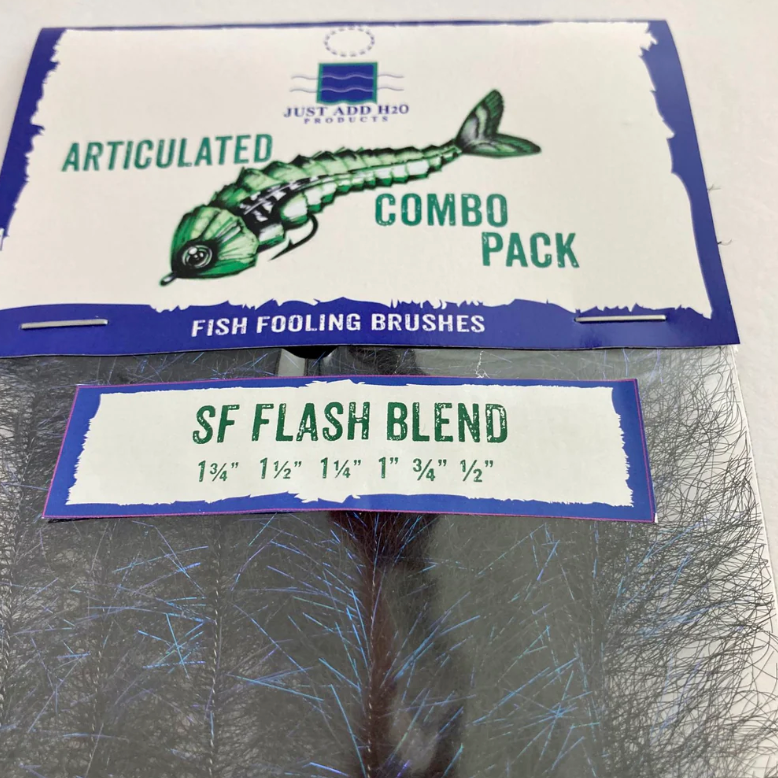 JUST ADD H2O
PRODUCTS
ARTICULATED
COMBO
PACK
FISH FOOLING BRUSHES
SF FLASH BLEND
1¾" 1½" 1¼" 1" ¾" ½"